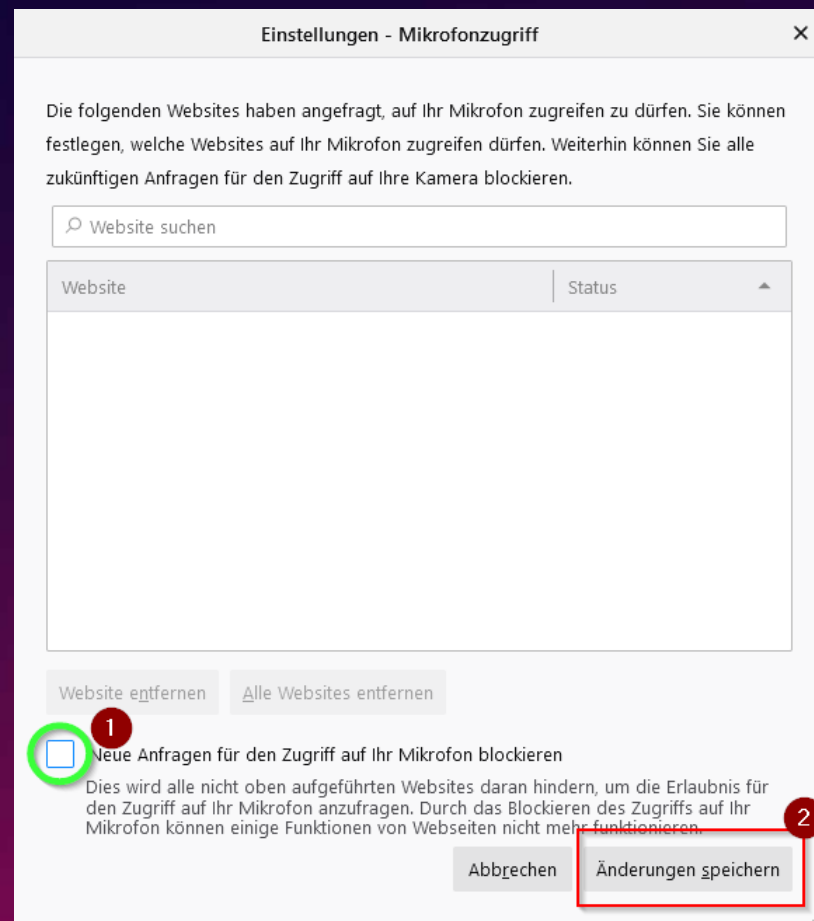 Einstellungen - Mikrofonzugriff
Die folgenden Websites haben angefragt, auf Ihr Mikrofon zugreifen zu dürfen. Sie können
festlegen, welche Websites auf Ihr Mikrofon zugreifen dürfen. Weiterhin können Sie alle
zukünftigen Anfragen für den Zugriff auf Ihre Kamera blockieren.
Website suchen
Website Status
Website entfernen Alle Websites entfernen
1
Neue Anfragen für den Zugriff auf Ihr Mikrofon blockieren
Dies wird alle nicht oben aufgeführten Websites daran hindern, um die Erlaubnis für
den Zugriff auf Ihr Mikrofon anzufragen. Durch das Blockieren des Zugriffs auf Ihr
Mikrofon können einige Funktionen von Webseiten nicht mehr funktionieren.
2
Abbrechen Änderungen speichern